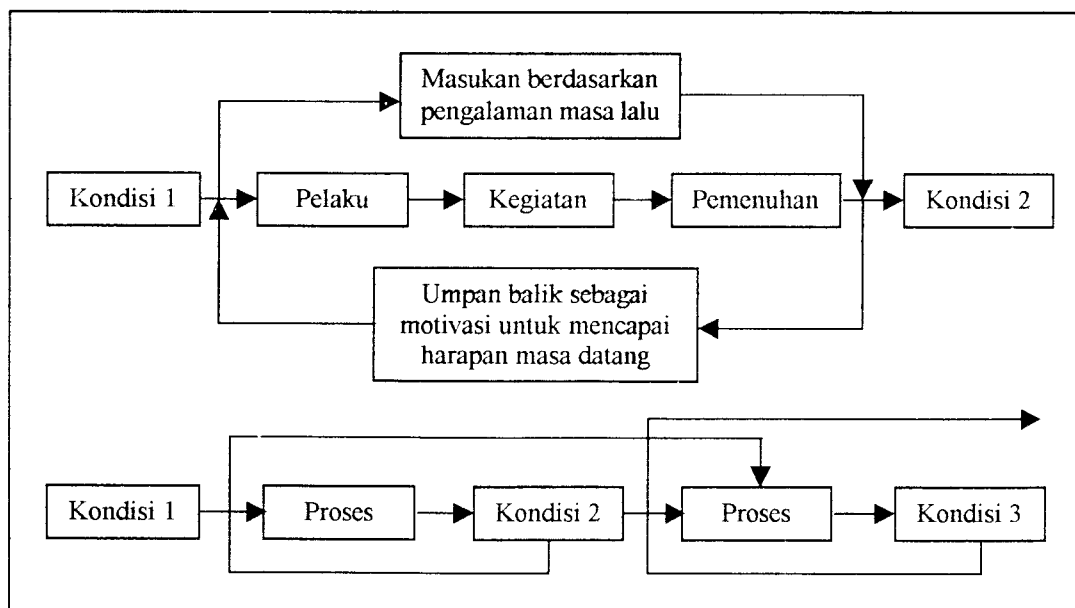 Masukan berdasarkan
pengalaman masa lalu
Kondisi 1
Pelaku
Kegiatan
Pemenuhan
Kondisi 2
Umpan balik sebagai
motivasi untuk mencapai
harapan masa datang
Kondisi 1
Proses
Kondisi 2
Proses
Kondisi 3